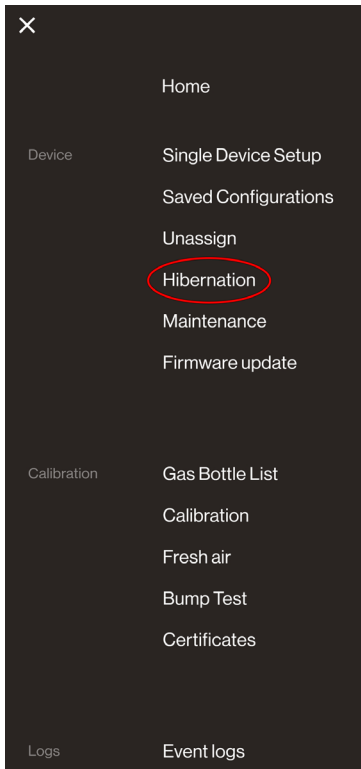 Home
Device Single Device Setup
Saved Configurations
Unassign
Hibernation
Maintenance
Firmware update
Calibration Gas Bottle List
Calibration
Fresh air
Bump Test
Certificates
Logs Event logs